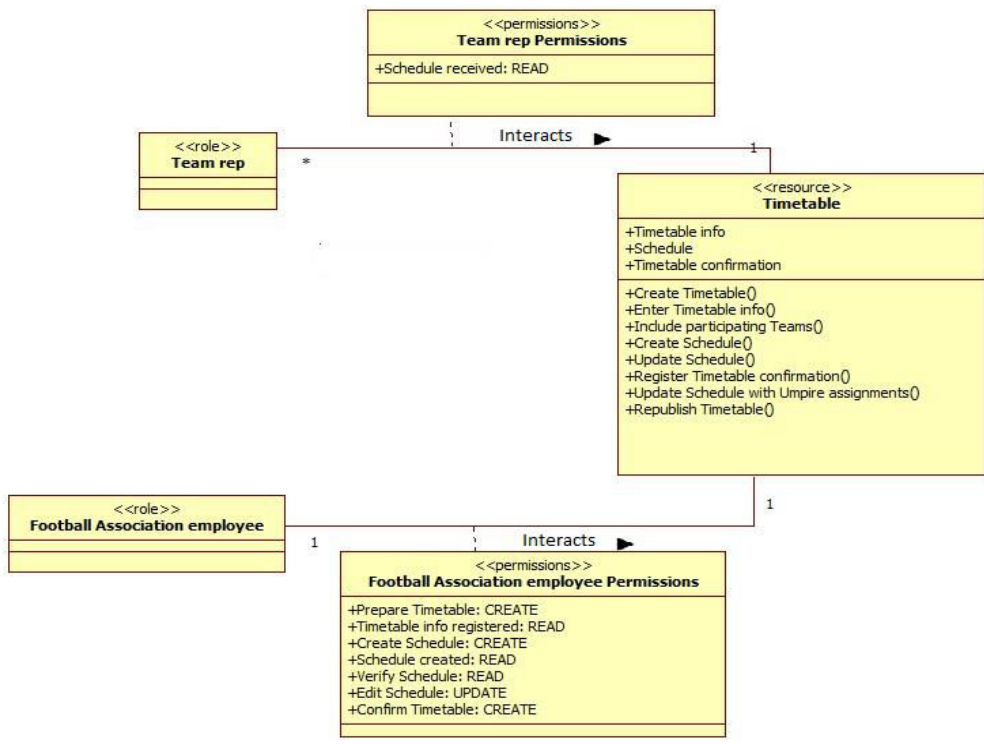 <<permissions>>
Team rep Permissions
+Schedule received: READ
Interacts
<<role>>
Team rep
*
1
<<resource>>
Timetable
+Timetable info
+Schedule
+Timetable confirmation
+Create Timetable()
+Enter Timetable info()
+Include participating Teams()
+Create Schedule()
+Update Schedule()
+Register Timetable confirmation()
+Update Schedule with Umpire assignments()
+Republish Timetable()
<<role>>
Football Association employee
1
1
Interacts
<<permissions>>
Football Association employee Permissions
+Prepare Timetable: CREATE
+Timetable info registered: READ
+Create Schedule: CREATE
+Schedule created: READ
+Verify Schedule: READ
+Edit Schedule: UPDATE
+Confirm Timetable: CREATE